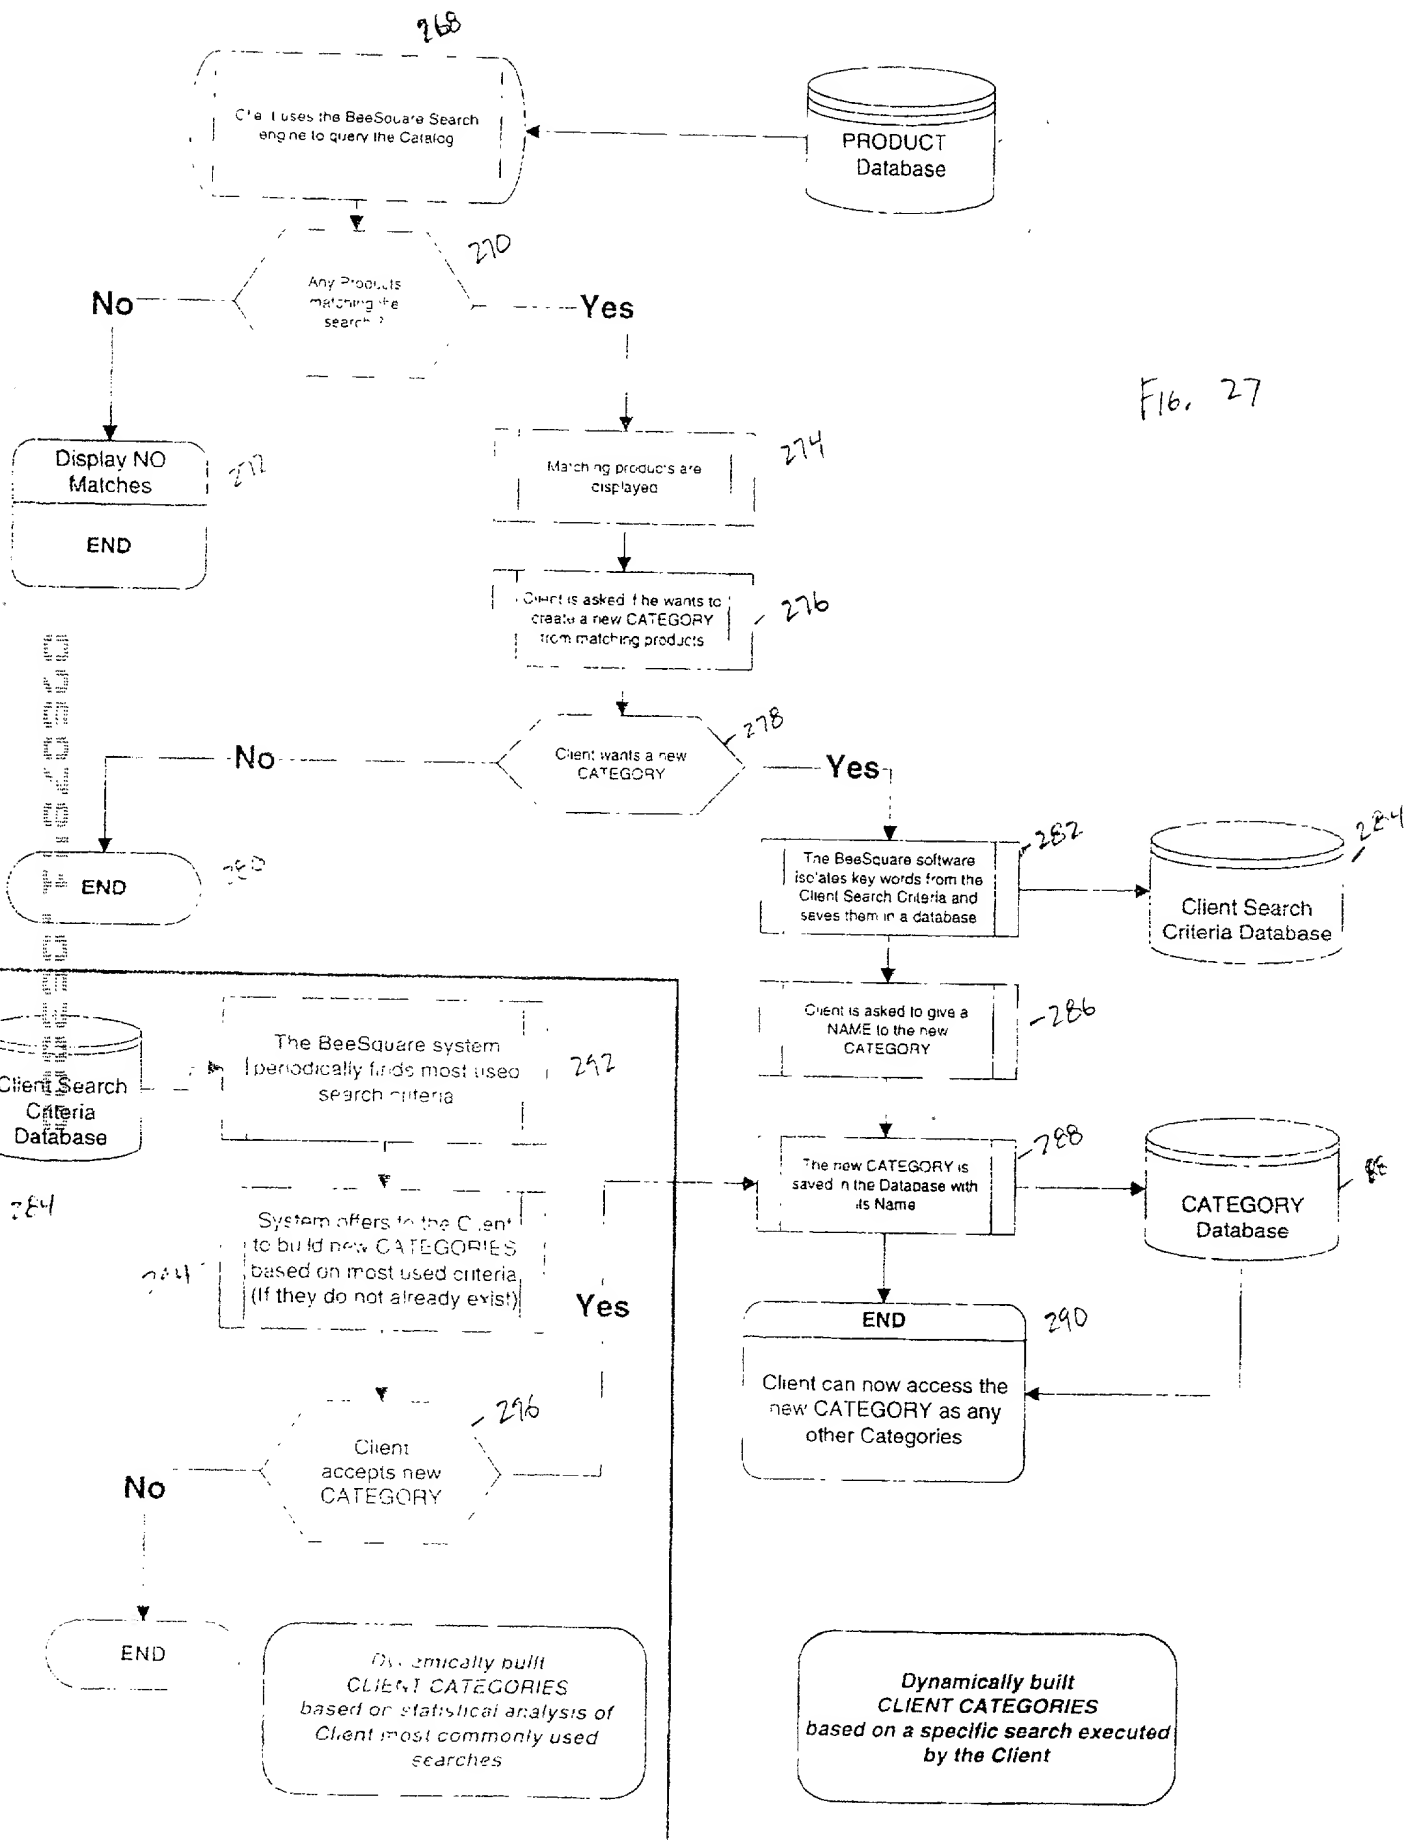 268
Client uses the BeeSquare Search
engine to query the Catalog
PRODUCT
Database
270
Any Products
matching the
search ?
No
Yes
FIG. 27
Display NO
Matches
272
END
Matching products are
displayed
274
Client is asked if he wants to
create a new CATEGORY
from matching products
276
278
Client wants a new
CATEGORY
No
Yes
END
280
The BeeSquare software
isolates key words from the
Client Search Criteria and
saves them in a database
282
284
Client Search
Criteria Database
Client is asked to give a
NAME to the new
CATEGORY
286
Client Search
Criteria
Database
284
The BeeSquare system
periodically finds most used
search criteria
292
The new CATEGORY is
saved in the Database with
its Name
288
CATEGORY
Database
88
System offers to the Client
to build new CATEGORIES
based on most used criteria
(If they do not already exist)
294
Yes
END
290
Client can now access the
new CATEGORY as any
other Categories
296
Client
accepts new
CATEGORY
No
END
Dynamically built
CLIENT CATEGORIES
based on statistical analysis of
Client most commonly used
searches
Dynamically built
CLIENT CATEGORIES
based on a specific search executed
by the Client